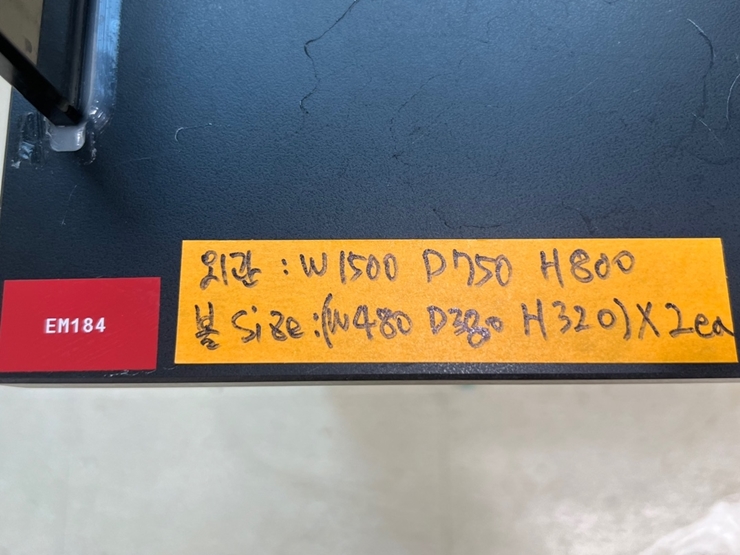 EM184
외관 : W1500 D750 H800
볼 Size : (W480 D380 H320) X 2ea